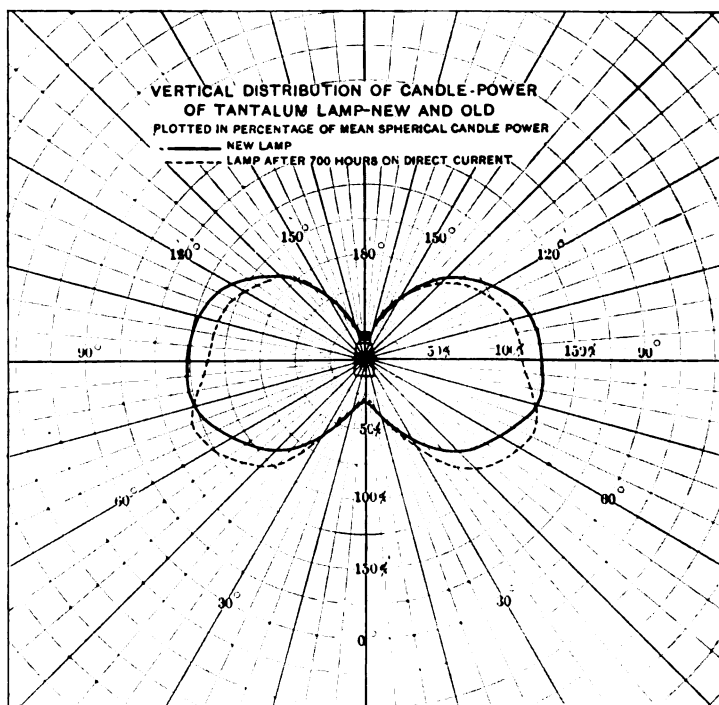 VERTICAL DISTRIBUTION OF CANDLE-POWER
OF TANTALUM LAMP-NEW AND OLD
PLOTTED IN PERCENTAGE OF MEAN SPHERICAL CANDLE POWER
NEW LAMP
LAMP AFTER 700 HOURS ON DIRECT CURRENT
150° 150°
120° 180° 120°
90° 50% 100% 150% 90°
50%
60° 100% 60°
150%
30° 30°
0°